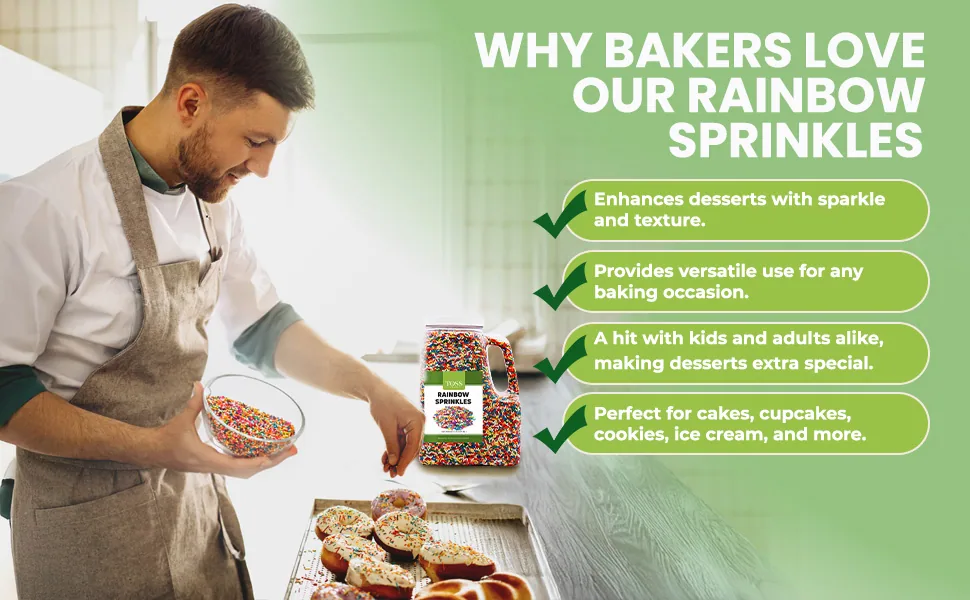 WHY BAKERS LOVE
OUR RAINBOW
SPRINKLES
Enhances desserts with sparkle
and texture.
Provides versatile use for any
baking occasion.
A hit with kids and adults alike,
making desserts extra special.
Perfect for cakes, cupcakes,
cookies, ice cream, and more.
TOSS
RAINBOW
SPRINKLES